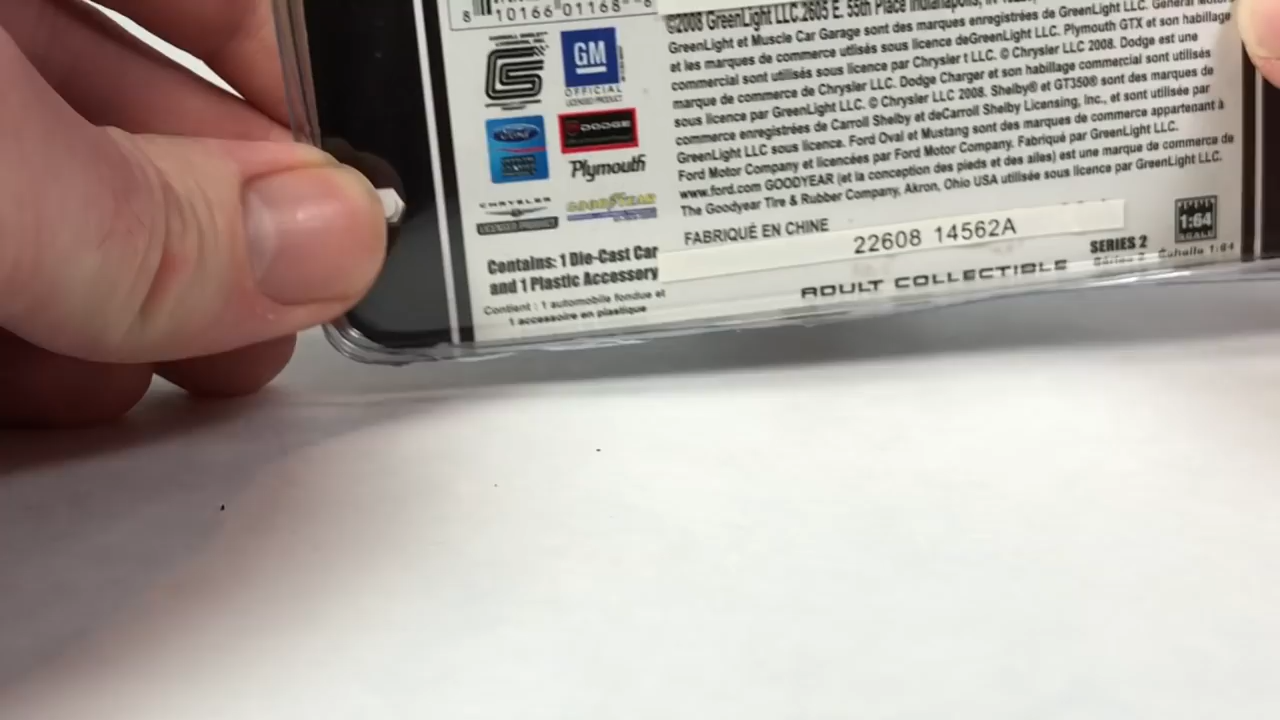 8 10166 01168 8
©2008 GreenLight LLC 2605 E. 55th Place Indianapolis,
GreenLight et Muscle Car Garage sont des marques enregistrées de GreenLight LLC. General
et les marques de commerce utlisés sous licence deGreenLight LLC. Plymouth GTX et son habillage
commercial sont utilisés sous licence par Chrysler t LLC. © Chrysler LLC 2008. Dodge est une
marque de commerce de Chrysler LLC. Dodge Charger et son habillage commercial sont utilisés
sous licence par GreenLight LLC. © Chrysler LLC 2008. Shelby® et GT350® sont des marques de
commerce enregistrées de Carroll Shelby et deCarroll Shelby Licensing, Inc., et sont utilisée par
GreenLight LLC sous licence. Ford Oval et Mustang sont des marques de commerce appartenant à
Ford Motor Company et licenciées par Ford Motor Company. Fabriqué par GreenLight LLC.
www.ford.com GOODYEAR (et la conception des pieds et des ailes) est une marque de commerce de
The Goodyear Tire & Rubber Company, Akron, Ohio USA utilisée sous licence par GreenLight LLC.
GM
OFFICIAL
LICENSED PRODUCT
Ford
DODGE
Plymouth
CHRYSLER
LICENSED PRODUCT
GOODYEAR
FABRIQUÉ EN CHINE
22608 14562A
Contains: 1 Die-Cast Car
and 1 Plastic Accessory
Contient : 1 automobile fondue et
1 accessoire en plastique
ADULT COLLECTIBLE
SERIES 2
1:64
SCALE
Échelle 1:64